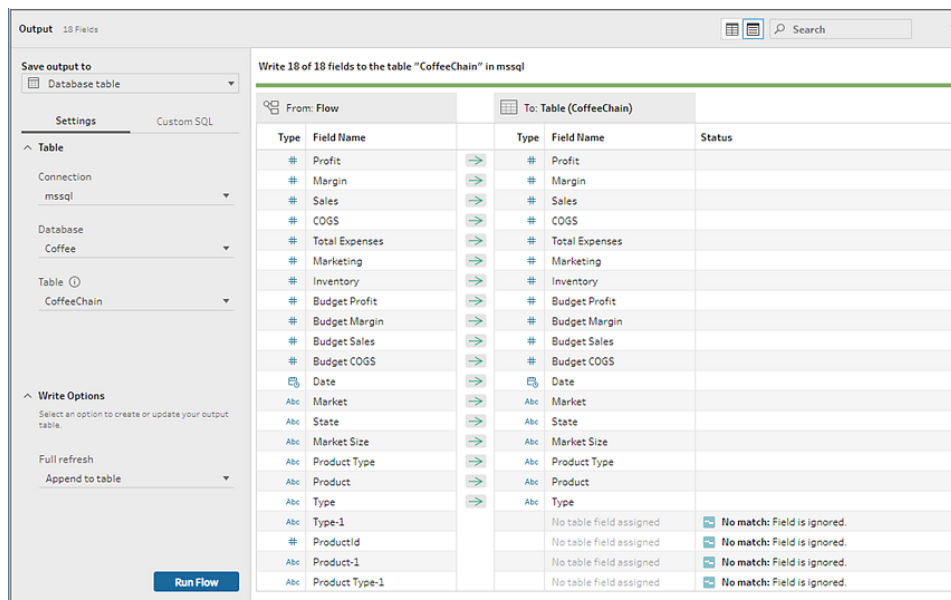 Output 18 Fields
Search
Save output to
Database table
Settings Custom SQL
Table
Connection
mssql
Database
Coffee
Table
CoffeeChain
Write Options
Select an option to create or update your output
table.
Full refresh
Append to table
Run Flow
Write 18 of 18 fields to the table "CoffeeChain" in mssql
From: Flow To: Table (CoffeeChain)
Type Field Name Type Field Name Status
# Profit # Profit
# Margin # Margin
# Sales # Sales
# COGS # COGS
# Total Expenses # Total Expenses
# Marketing # Marketing
# Inventory # Inventory
# Budget Profit # Budget Profit
# Budget Margin # Budget Margin
# Budget Sales # Budget Sales
# Budget COGS # Budget COGS
Date Date
Abc Market Abc Market
Abc State Abc State
Abc Market Size Abc Market Size
Abc Product Type Abc Product Type
Abc Product Abc Product
Abc Type Abc Type
Abc Type-1 No table field assigned No match: Field is ignored.
# ProductId No table field assigned No match: Field is ignored.
Abc Product-1 No table field assigned No match: Field is ignored.
Abc Product Type-1 No table field assigned No match: Field is ignored.